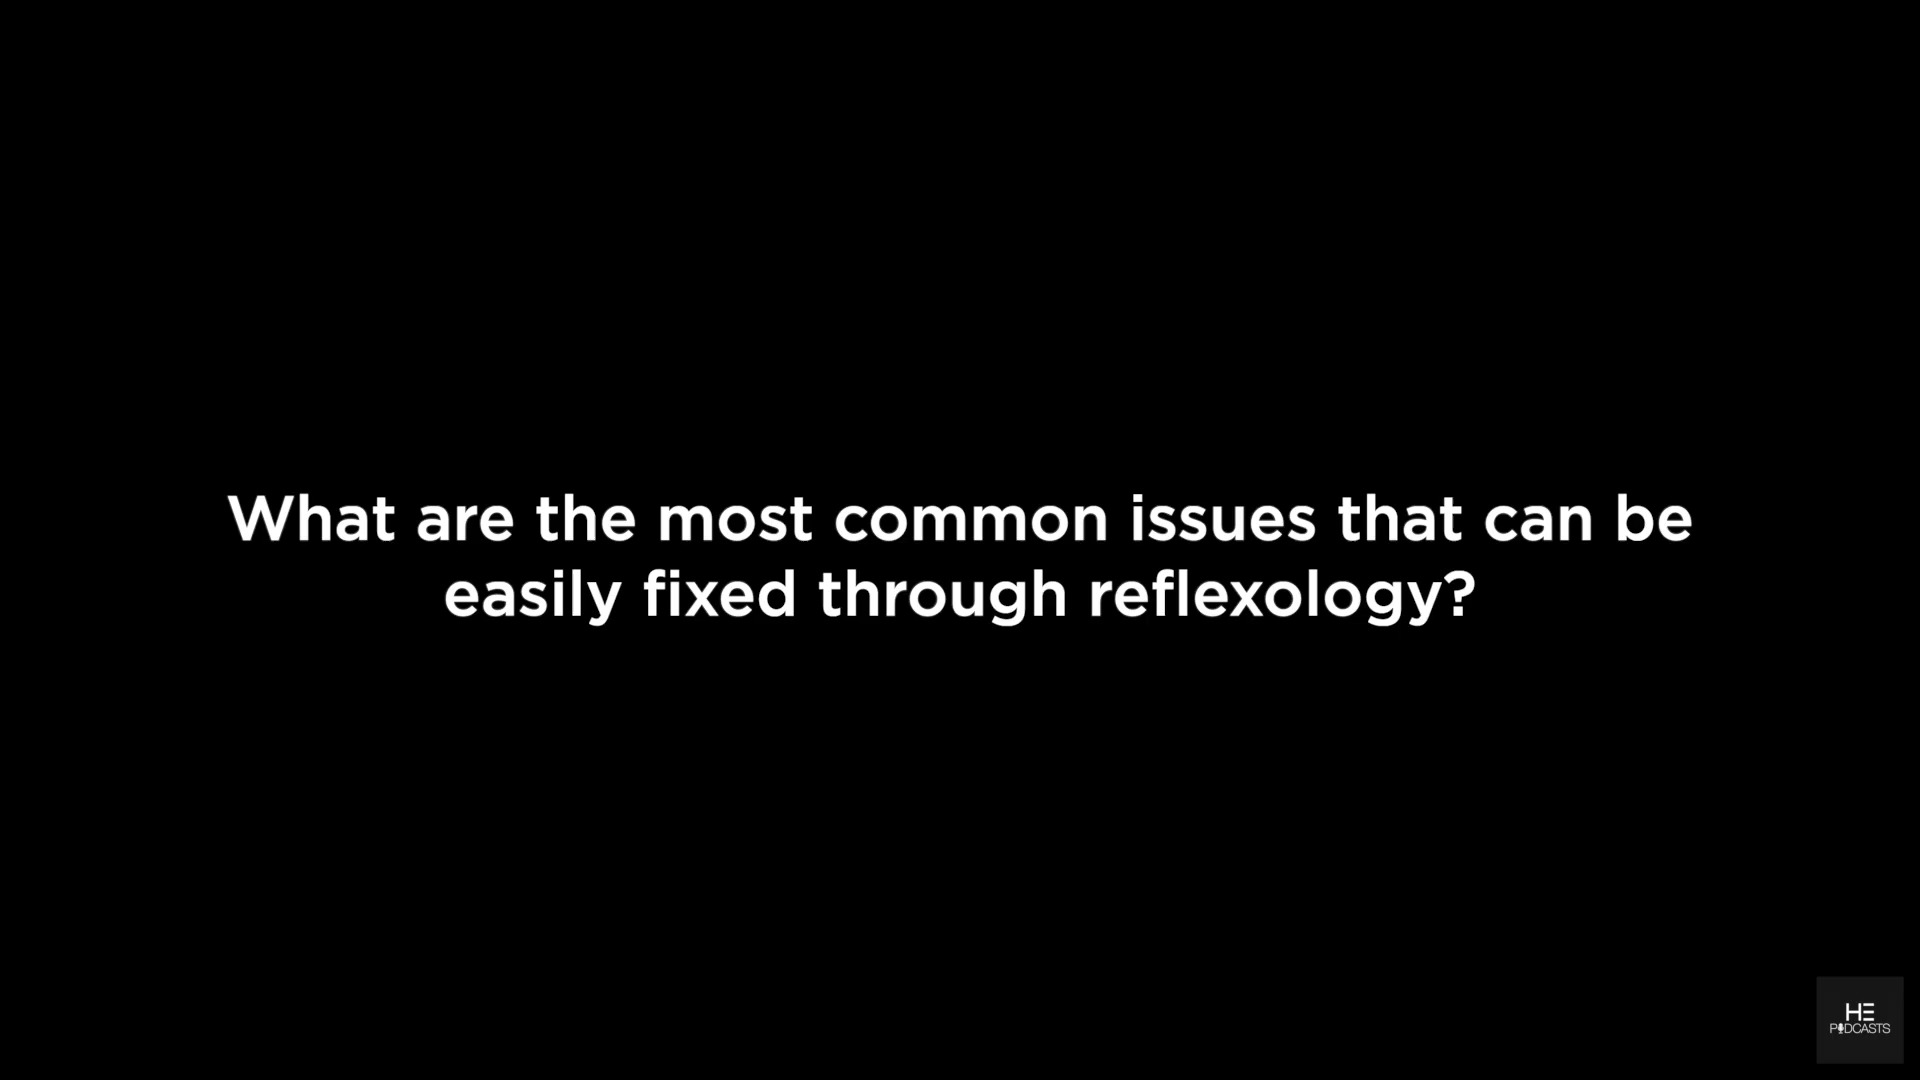 What are the most common issues that can be
easily fixed through reflexology?
HE
PODCASTS